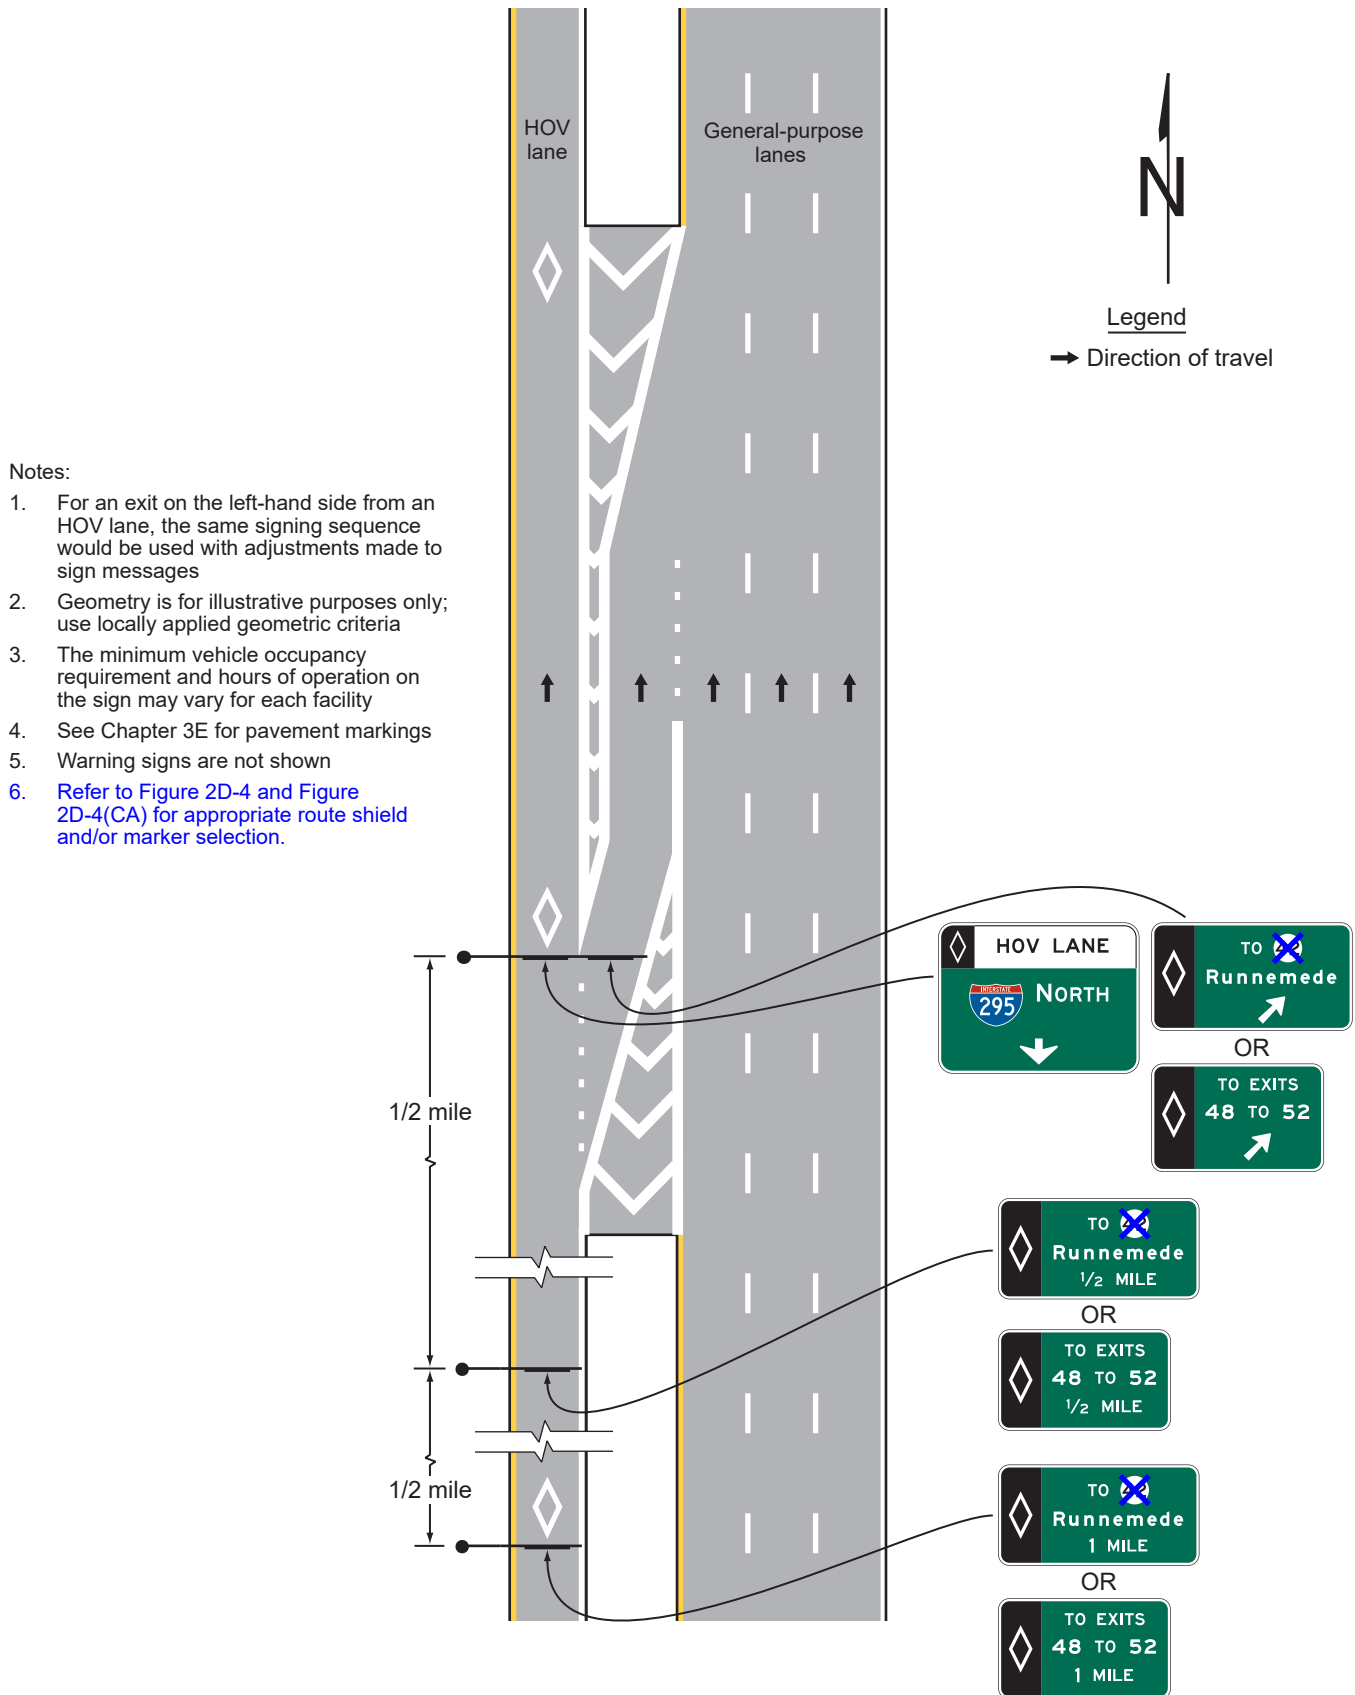 HOV
lane
General-purpose
lanes
N
Legend
Direction of travel
Notes:
1. For an exit on the left-hand side from an
HOV lane, the same signing sequence
would be used with adjustments made to
sign messages
2. Geometry is for illustrative purposes only;
use locally applied geometric criteria
3. The minimum vehicle occupancy
requirement and hours of operation on
the sign may vary for each facility
4. See Chapter 3E for pavement markings
5. Warning signs are not shown
6. Refer to Figure 2D-4 and Figure
2D-4(CA) for appropriate route shield
and/or marker selection.
HOV LANE
INTERSTATE
295 NORTH
TO
Runnemede
OR
TO EXITS
48 TO 52
1/2 mile
TO
Runnemede
1/2 MILE
OR
TO EXITS
48 TO 52
1/2 MILE
1/2 mile
TO
Runnemede
1 MILE
OR
TO EXITS
48 TO 52
1 MILE